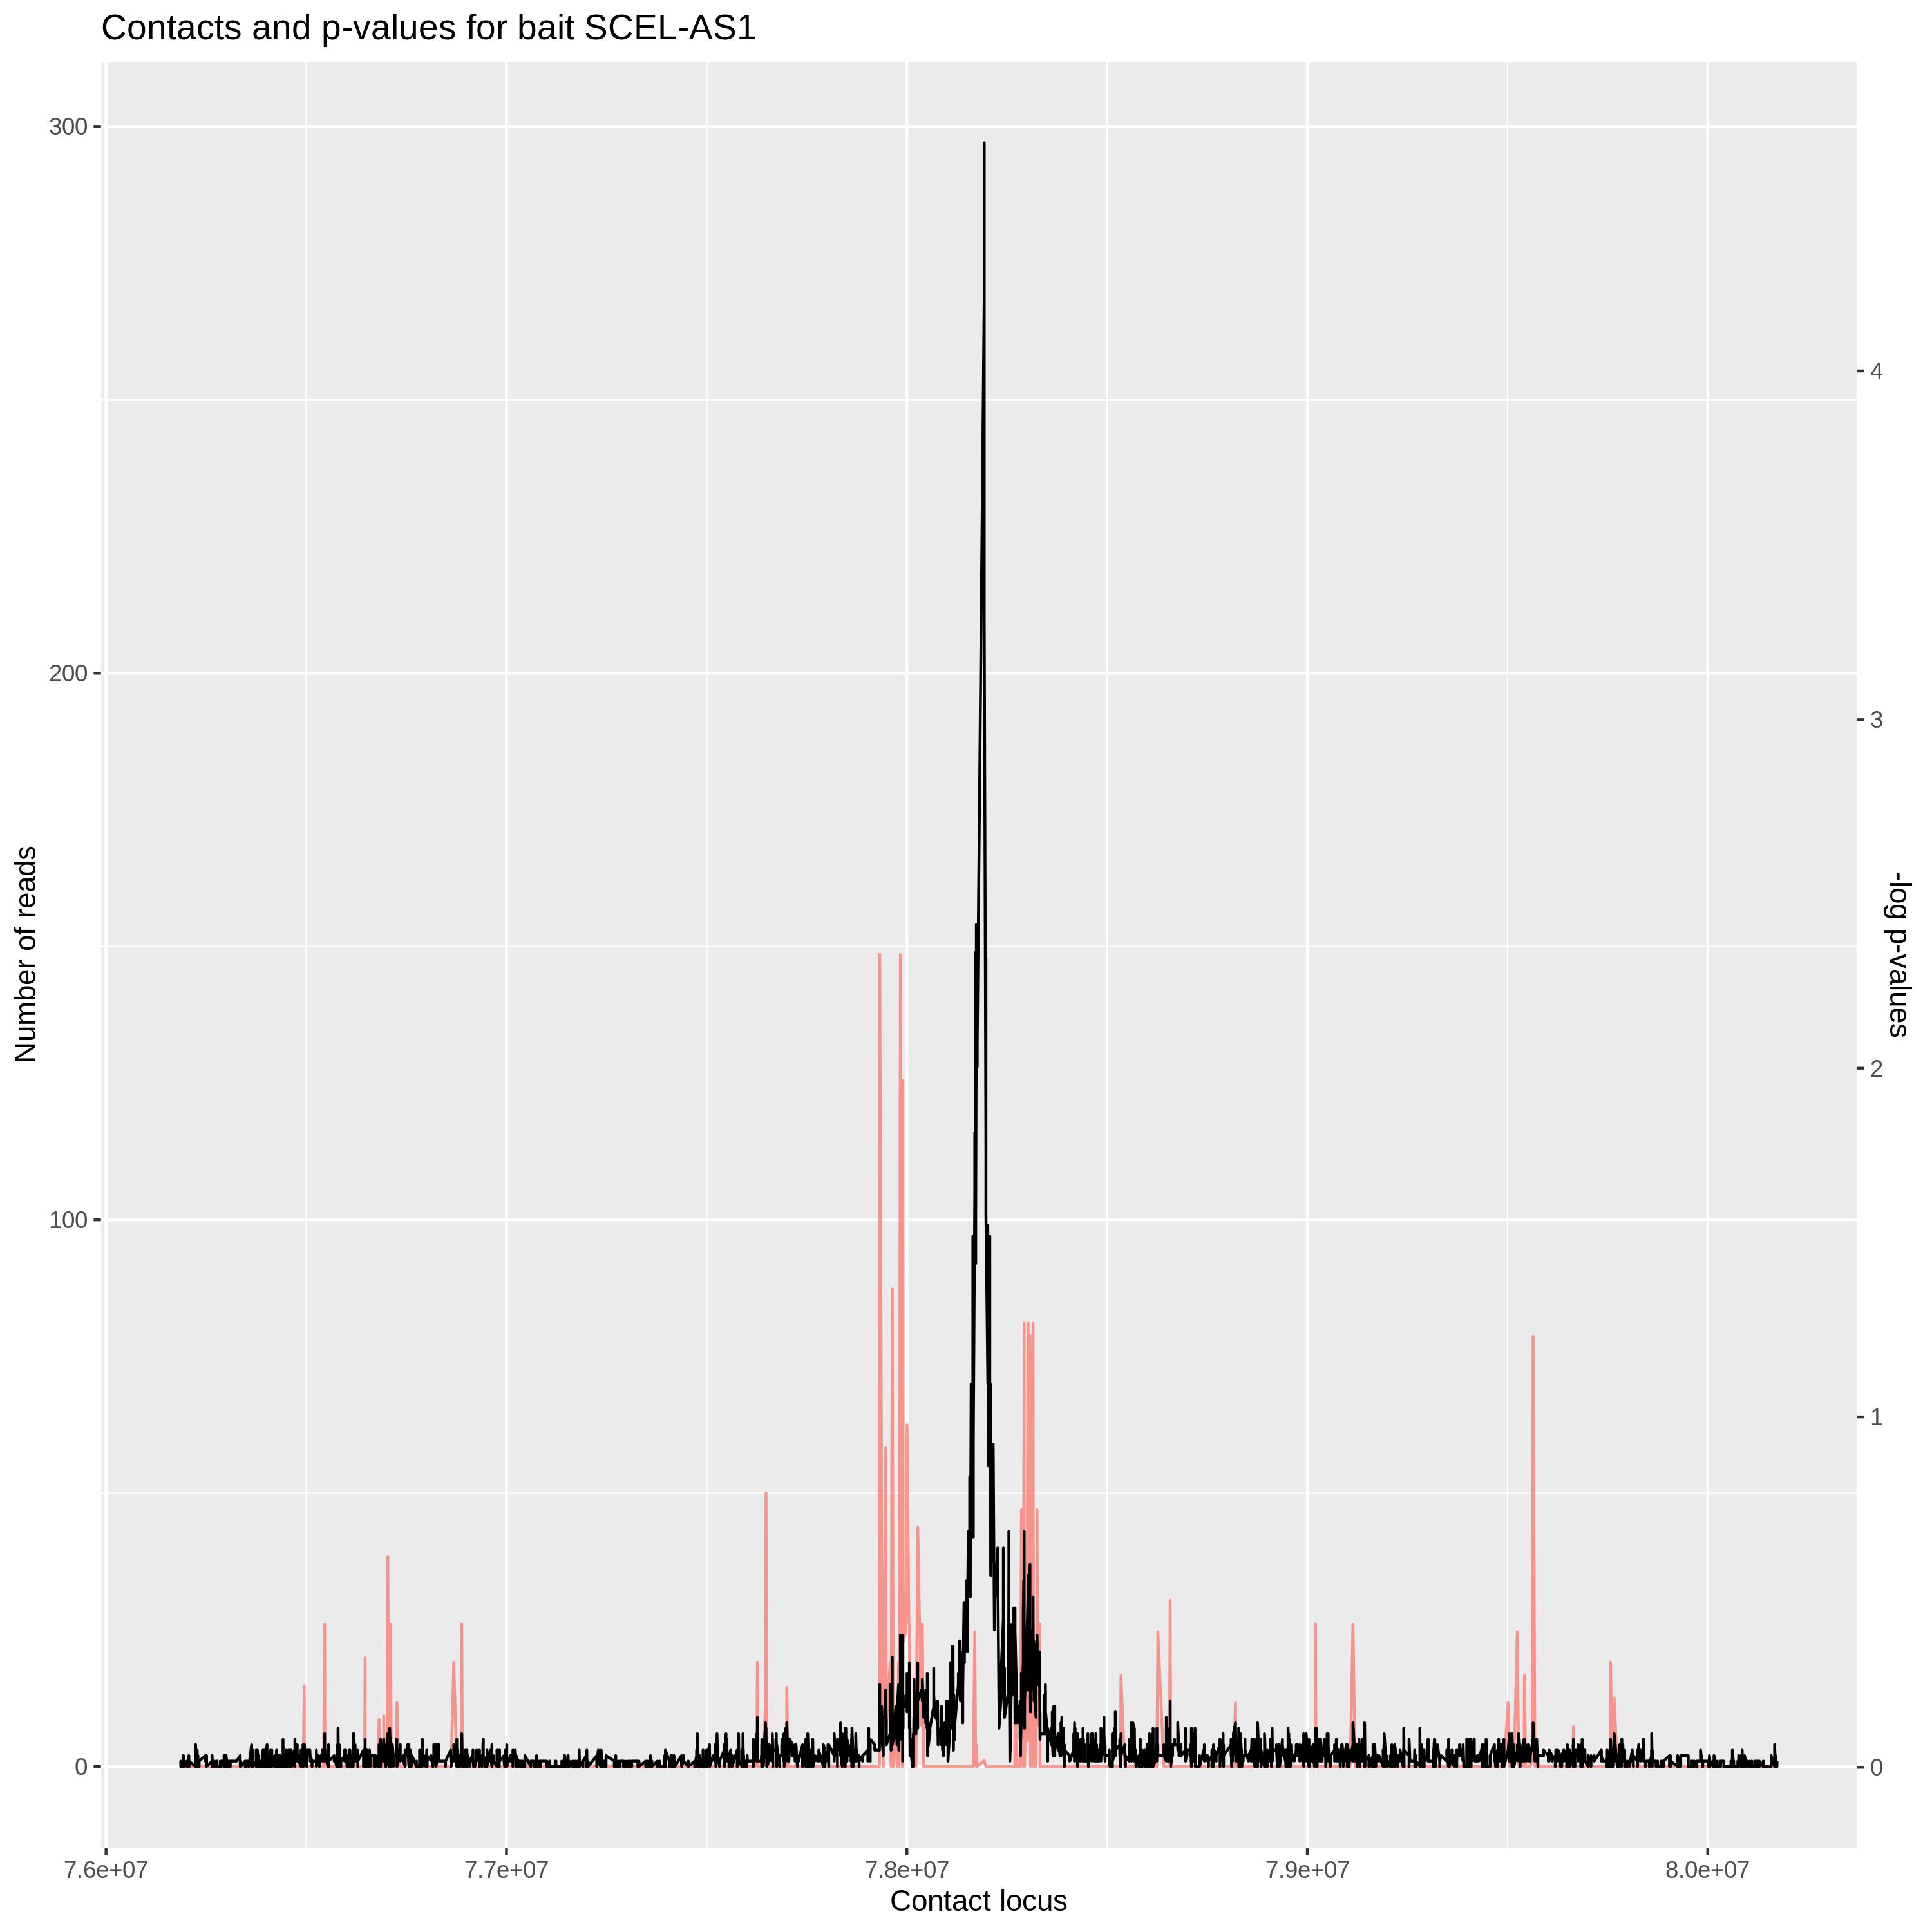 Contacts and p-values for bait SCEL-AS1
300
200
100
0
Number of reads
4
3
2
1
0
-log p-values
7.6e+07
7.7e+07
7.8e+07
7.9e+07
8.0e+07
Contact locus